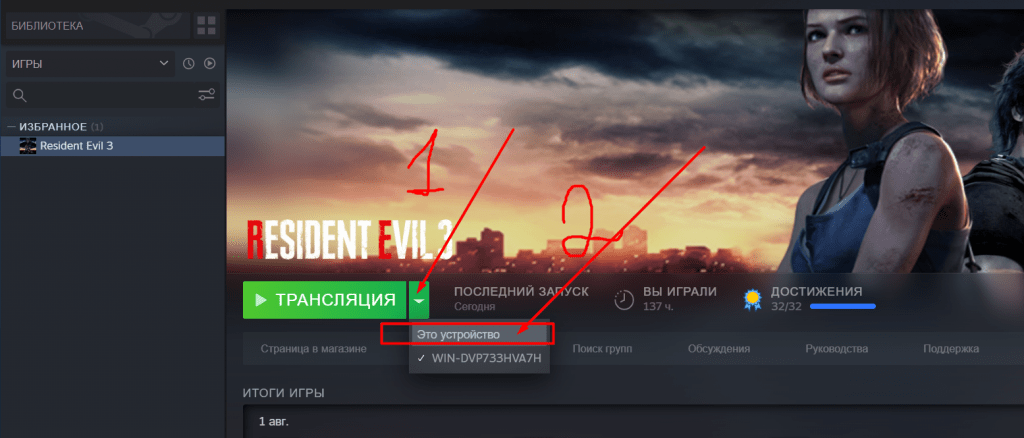 БИБЛИОТЕКА
ИГРЫ
ИЗБРАННОЕ (1)
Resident Evil 3
1
2
RESIDENT EVIL 3
ТРАНСЛЯЦИЯ
ПОСЛЕДНИЙ ЗАПУСК
Сегодня
ВЫ ИГРАЛИ
137 ч.
ДОСТИЖЕНИЯ
32/32
Это устройство
✓ WIN-DVP733HVA7H
Страница в магазине
Поиск групп
Обсуждения
Руководства
Поддержка
ИТОГИ ИГРЫ
1 авг.